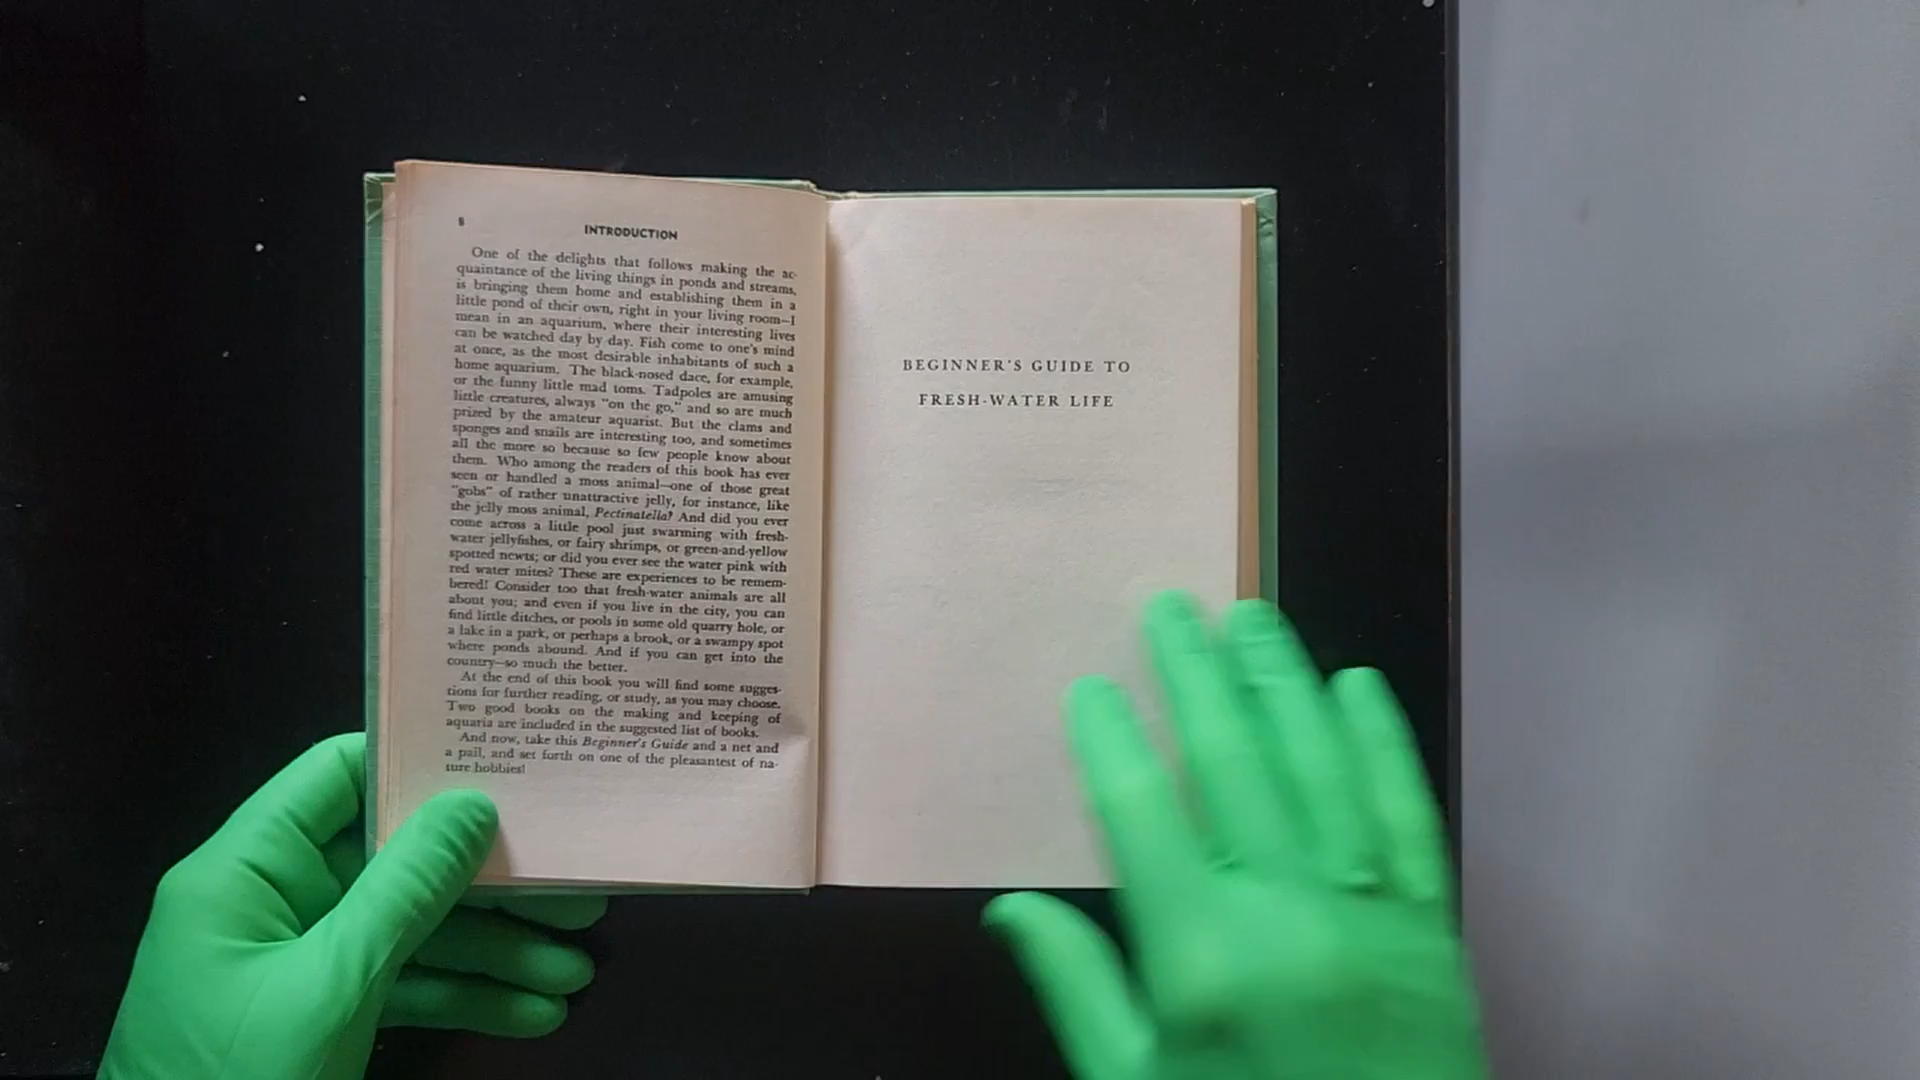 8
INTRODUCTION
One of the delights that follows making the ac-
quaintance of the living things in ponds and streams,
is bringing them home and establishing them in a
little pond of their own, right in your living room—I
mean in an aquarium, where their interesting lives
can be watched day by day. Fish come to one's mind
at once, as the most desirable inhabitants of such a
home aquarium. The black-nosed dace, for example,
or the funny little mad toms. Tadpoles are amusing
little creatures, always "on the go," and so are much
prized by the amateur aquarist. But the clams and
sponges and snails are interesting too, and sometimes
all the more so because so few people know about
them. Who among the readers of this book has ever
seen or handled a moss animal—one of those great
"gobs" of rather unattractive jelly, for instance, like
the jelly moss animal, Pectinatella? And did you ever
come across a little pool just swarming with fresh-
water jellyfishes, or fairy shrimps, or green-and-yellow
spotted newts; or did you ever see the water pink with
red water mites? These are experiences to be remem-
bered! Consider too that fresh-water animals are all
about you; and even if you live in the city, you can
find little ditches, or pools in some old quarry hole, or
a lake in a park, or perhaps a brook, or a swampy spot
where ponds abound. And if you can get into the
country—so much the better.
At the end of this book you will find some sugges-
tions for further reading, or study, as you may choose.
Two good books on the making and keeping of
aquaria are included in the suggested list of books.
And now, take this Beginner's Guide and a net and
a pail, and set forth on one of the pleasantest of na-
ture hobbies!
BEGINNER'S GUIDE TO
FRESH-WATER LIFE